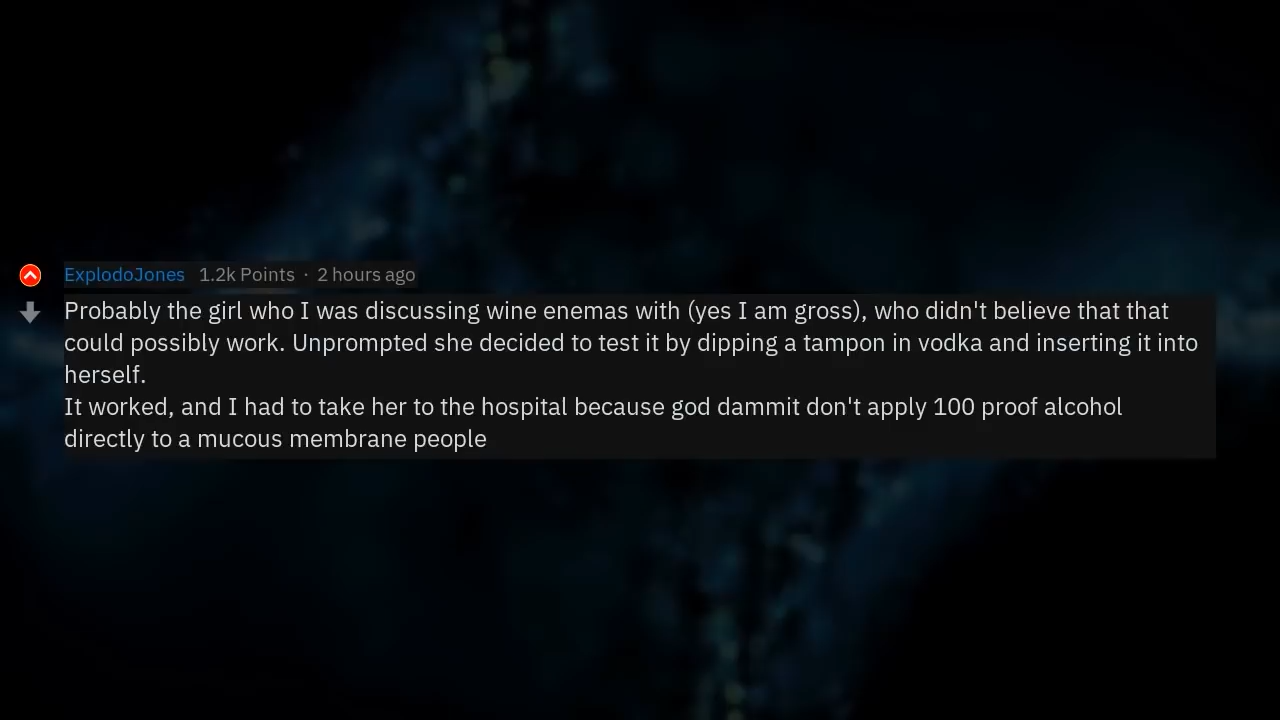 ExplodoJones 1.2k Points · 2 hours ago
Probably the girl who I was discussing wine enemas with (yes I am gross), who didn't believe that that
could possibly work. Unprompted she decided to test it by dipping a tampon in vodka and inserting it into
herself.
It worked, and I had to take her to the hospital because god dammit don't apply 100 proof alcohol
directly to a mucous membrane people